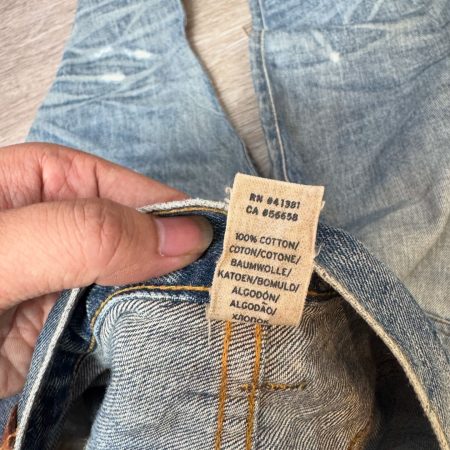 RN #41381
CA #56658
100% COTTON/
COTON/COTONE/
BAUMWOLLE/
KATOEN/BOMULD/
ALGODÓN/
ALGODÃO/